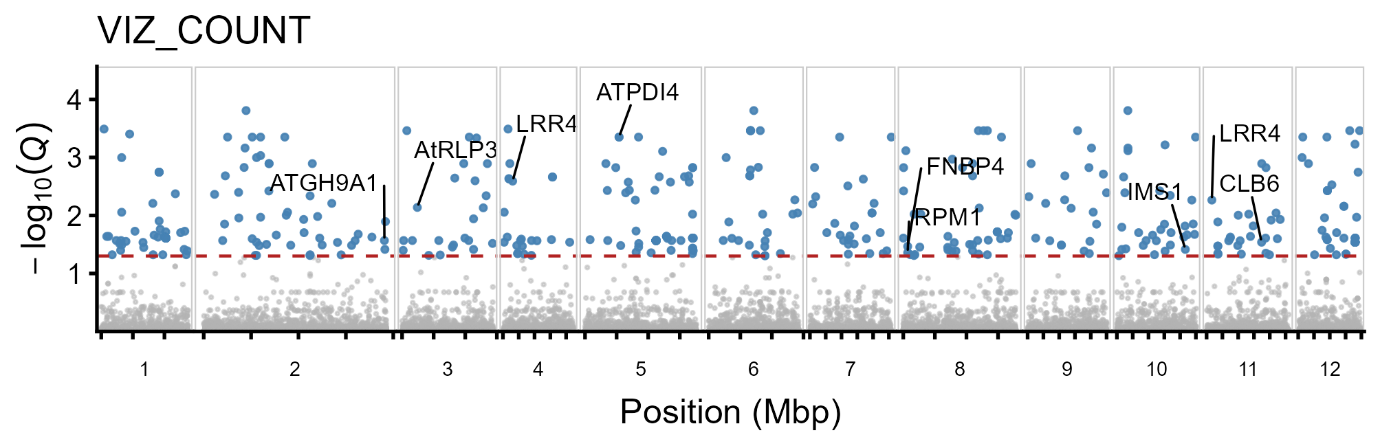 VIZ_COUNT
− log10(Q)
4
3
2
1
ATGH9A1
AtRLP3
LRR4
ATPDI4
FNBP4
RPM1
IMS1
LRR4
CLB6
1 2 3 4 5 6 7 8 9 10 11 12
Position (Mbp)